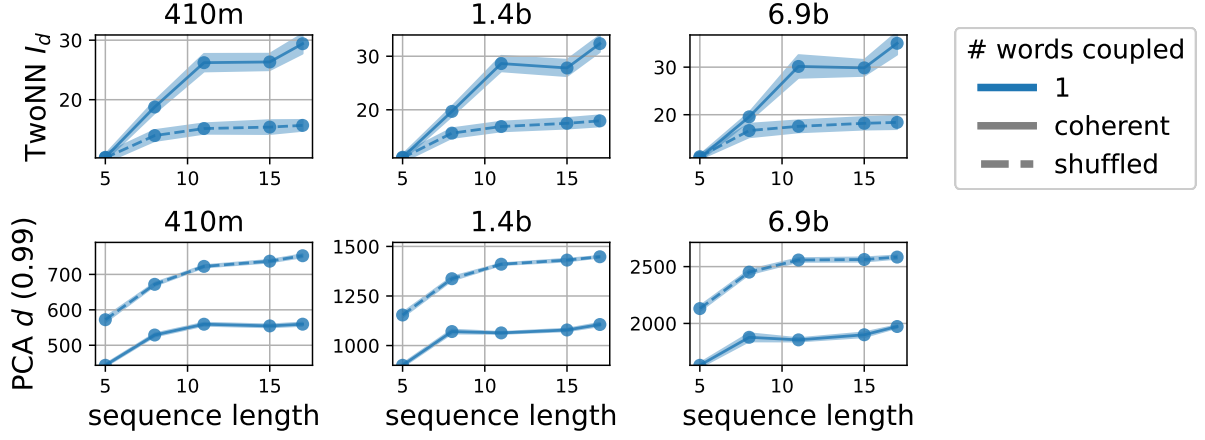 410m
1.4b
6.9b
TwoNN I_d
30
20
5 10 15
30
20
5 10 15
30
20
5 10 15
# words coupled
1
coherent
shuffled
410m
1.4b
6.9b
PCA d (0.99)
700
600
500
5 10 15
sequence length
1500
1250
1000
5 10 15
sequence length
2500
2000
5 10 15
sequence length